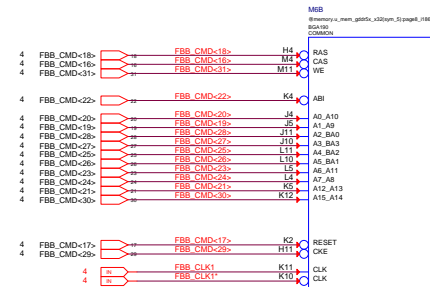 M6B
@memory.u_mem_gddr5x_x32(sym_5):page8_i186
BGA190
COMMON
4 FBB_CMD<18> 18 FBB_CMD<18> H4 RAS
4 FBB_CMD<16> 16 FBB_CMD<16> M4 CAS
4 FBB_CMD<31> 31 FBB_CMD<31> M11 WE
4 FBB_CMD<22> 22 FBB_CMD<22> K4 ABI
4 FBB_CMD<20> 20 FBB_CMD<20> J4 A0_A10
4 FBB_CMD<19> 19 FBB_CMD<19> J5 A1_A9
4 FBB_CMD<28> 28 FBB_CMD<28> J11 A2_BA0
4 FBB_CMD<27> 27 FBB_CMD<27> J10 A3_BA3
4 FBB_CMD<25> 25 FBB_CMD<25> L11 A4_BA2
4 FBB_CMD<26> 26 FBB_CMD<26> L10 A5_BA1
4 FBB_CMD<23> 23 FBB_CMD<23> L5 A6_A11
4 FBB_CMD<24> 24 FBB_CMD<24> L4 A7_A8
4 FBB_CMD<21> 21 FBB_CMD<21> K5 A12_A13
4 FBB_CMD<30> 30 FBB_CMD<30> K12 A15_A14
4 FBB_CMD<17> 17 FBB_CMD<17> K2 RESET
4 FBB_CMD<29> 29 FBB_CMD<29> H11 CKE
4 IN FBB_CLK1 K11 CLK
4 IN FBB_CLK1* K10 CLK